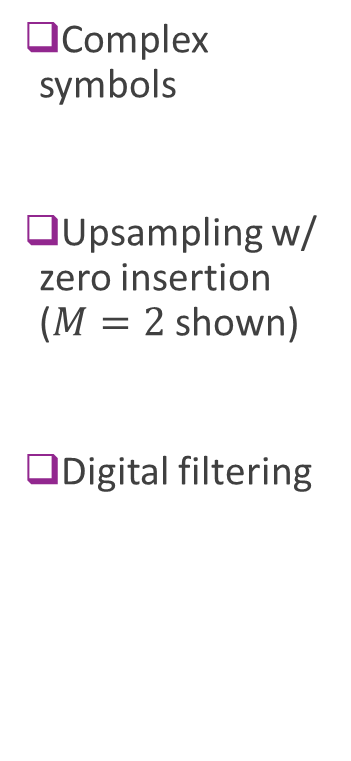 ❑Complex
symbols
❑Upsampling w/
zero insertion
(𝑀 = 2 shown)
❑Digital filtering